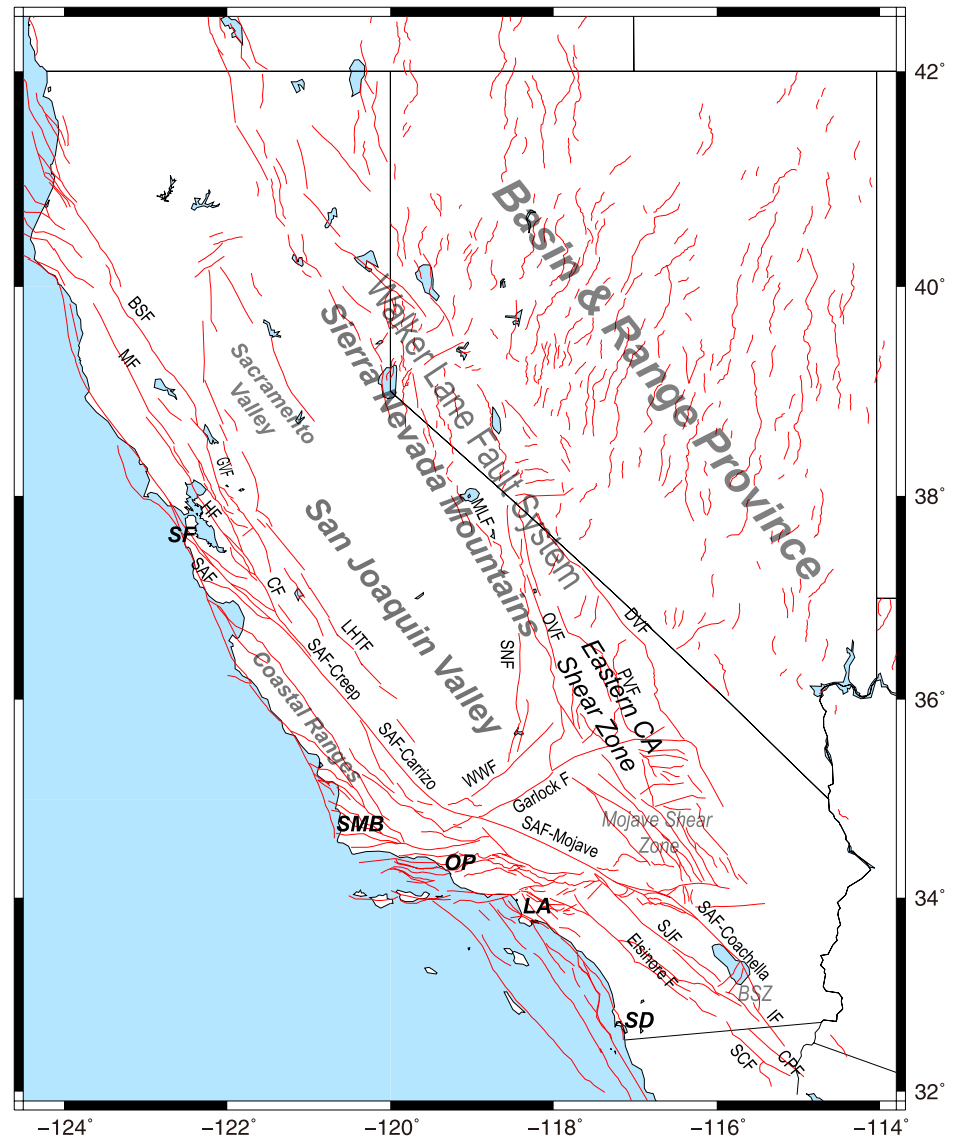 42°
40°
38°
36°
34°
32°
−124°
−122°
−120°
−118°
−116°
−114°
Basin & Range Province
Walker Lane Fault System
Sierra Nevada Mountains
BSF
MF
Sacramento
Valley
GVF
HF
SF
SAF
CF
San Joaquin Valley
MLF
LHTF
SAF-Creep
Coastal Ranges
SNF
OVF
DVF
PVF
Eastern CA
Shear Zone
SAF-Carrizo
WWF
Garlock F
SAF-Mojave
Mojave Shear
Zone
SMB
OP
LA
SAF-Coachella
SJF
Elsinore F
BSZ
IF
SD
SCF
CPF